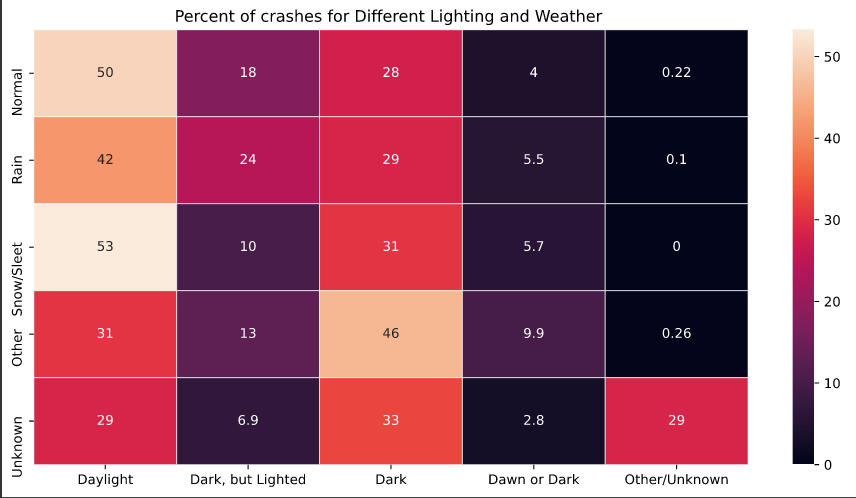 Percent of crashes for Different Lighting and Weather
Normal 50 18 28 4 0.22
Rain 42 24 29 5.5 0.1
Snow/Sleet 53 10 31 5.7 0
Other 31 13 46 9.9 0.26
Unknown 29 6.9 33 2.8 29
Daylight Dark, but Lighted Dark Dawn or Dark Other/Unknown
50
40
30
20
10
0